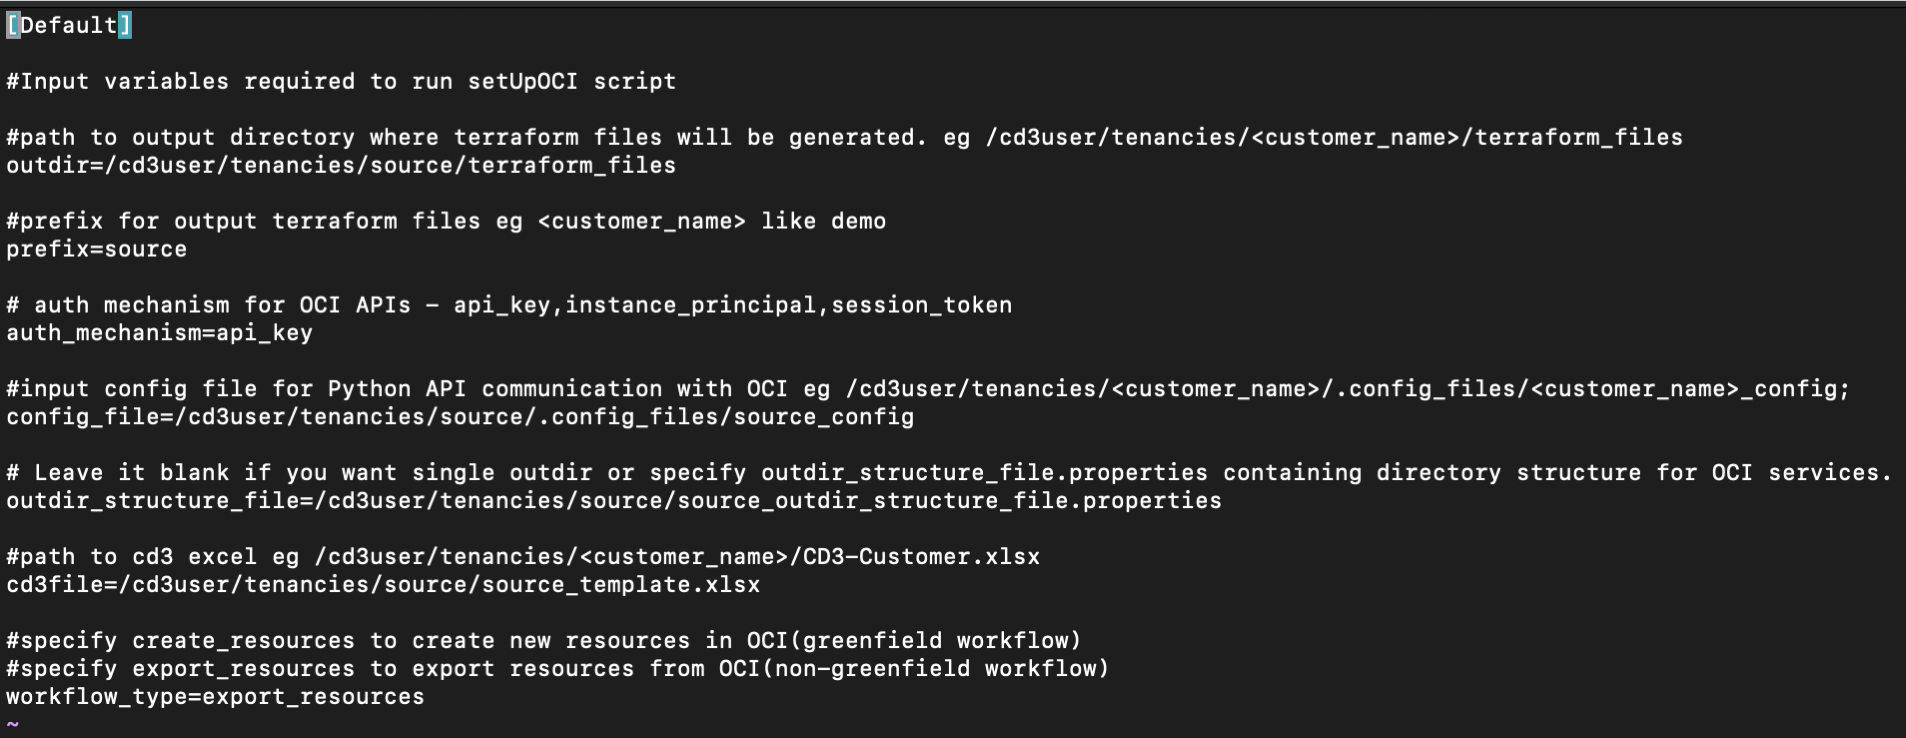 [Default]
#Input variables required to run setUpOCI script
#path to output directory where terraform files will be generated. eg /cd3user/tenancies/<customer_name>/terraform_files
outdir=/cd3user/tenancies/source/terraform_files
#prefix for output terraform files eg <customer_name> like demo
prefix=source
# auth mechanism for OCI APIs - api_key,instance_principal,session_token
auth_mechanism=api_key
#input config file for Python API communication with OCI eg /cd3user/tenancies/<customer_name>/.config_files/<customer_name>_config;
config_file=/cd3user/tenancies/source/.config_files/source_config
# Leave it blank if you want single outdir or specify outdir_structure_file.properties containing directory structure for OCI services.
outdir_structure_file=/cd3user/tenancies/source/source_outdir_structure_file.properties
#path to cd3 excel eg /cd3user/tenancies/<customer_name>/CD3-Customer.xlsx
cd3file=/cd3user/tenancies/source/source_template.xlsx
#specify create_resources to create new resources in OCI(greenfield workflow)
#specify export_resources to export resources from OCI(non-greenfield workflow)
workflow_type=export_resources
~